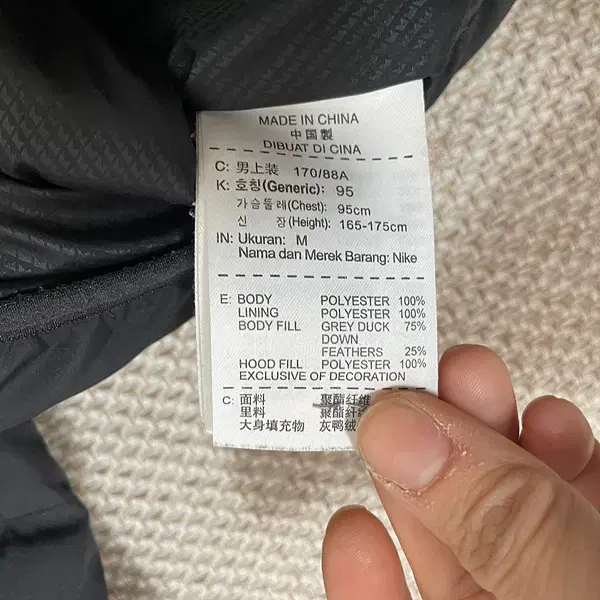 MADE IN CHINA
中国製
DIBUAT DI CINA
C: 男上装 170/88A
K: 호칭(Generic): 95
가슴둘레(Chest): 95cm
신 장(Height): 165-175cm
IN: Ukuran: M
Nama dan Merek Barang: Nike
E: BODY POLYESTER 100%
LINING POLYESTER 100%
BODY FILL GREY DUCK 75%
DOWN
FEATHERS 25%
HOOD FILL POLYESTER 100%
EXCLUSIVE OF DECORATION
C: 面料 聚酯纤维
里料 聚酯纤
大身填充物 灰鸭绒